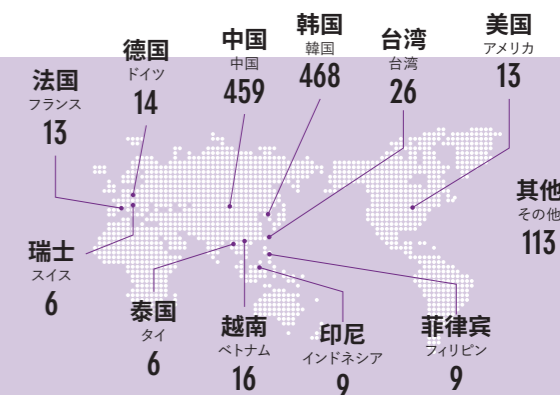 法国
フランス
13
德国
ドイツ
14
中国
中国
459
韩国
韓国
468
台湾
台湾
26
美国
アメリカ
13
其他
その他
113
瑞士
スイス
6
泰国
タイ
6
越南
ベトナム
16
印尼
インドネシア
9
菲律宾
フィリピン
9